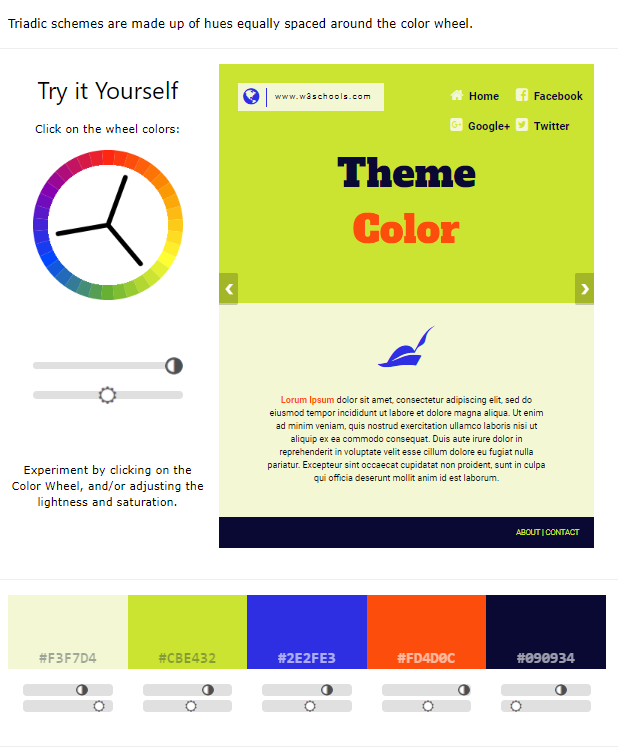 Triadic schemes are made up of hues equally spaced around the color wheel.
Try it Yourself
Click on the wheel colors:
Experiment by clicking on the
Color Wheel, and/or adjusting the
lightness and saturation.
www.w3schools.com
Home
Facebook
Google+
Twitter
Theme
Color
Lorem Ipsum dolor sit amet, consectetur adipiscing elit, sed do
eiusmod tempor incididunt ut labore et dolore magna aliqua. Ut enim
ad minim veniam, quis nostrud exercitation ullamco laboris nisi ut
aliquip ex ea commodo consequat. Duis aute irure dolor in
reprehenderit in voluptate velit esse cillum dolore eu fugiat nulla
pariatur. Excepteur sint occaecat cupidatat non proident, sunt in culpa
qui officia deserunt mollit anim id est laborum.
ABOUT | CONTACT
#F3F7D4
#CBE432
#2E2FE3
#FD4D0C
#090934